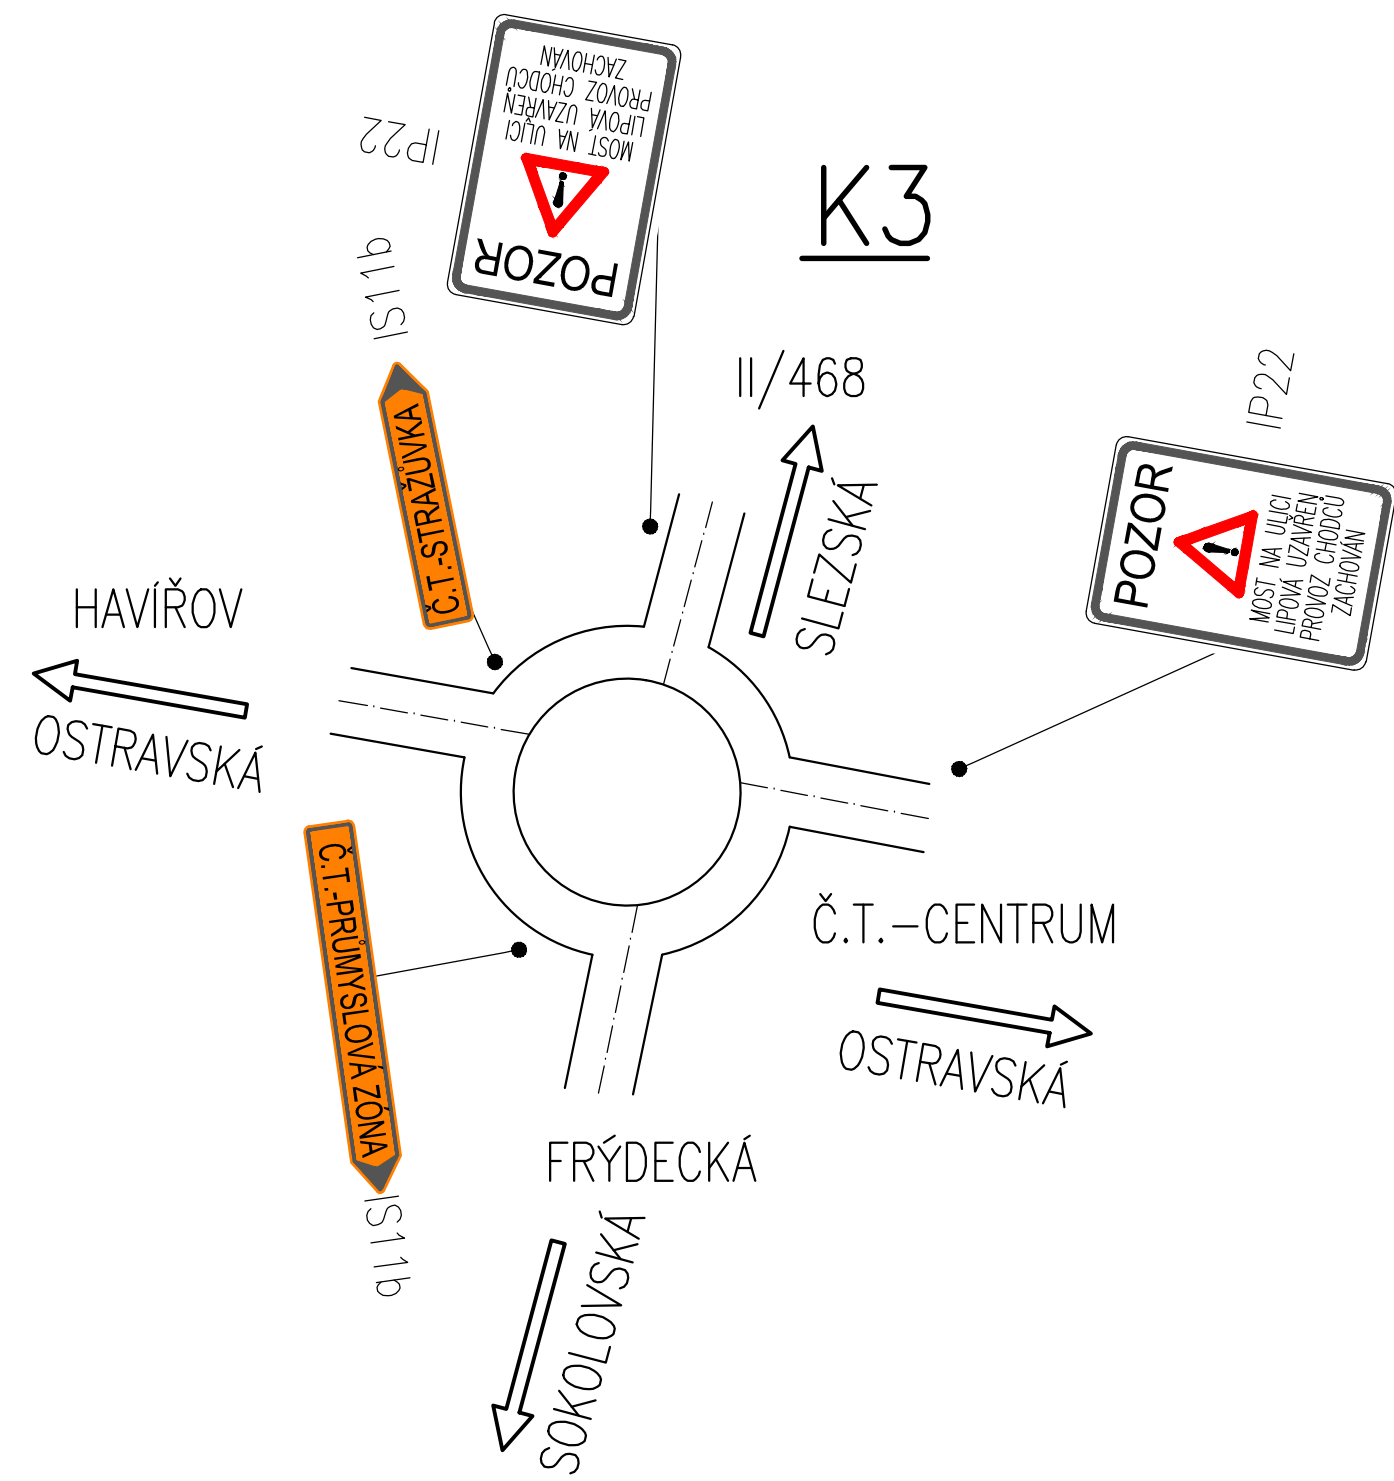 K3
IP22
POZOR
MOST NA ULICI
LIPOVÁ UZAVŘEN
PROVOZ CHODCŮ
ZACHOVÁN
IS11b
Č.T.-STRAŽŮVKA
II/468
SLEZSKÁ
IP22
POZOR
MOST NA ULICI
LIPOVÁ UZAVŘEN
PROVOZ CHODCŮ
ZACHOVÁN
HAVÍŘOV
OSTRAVSKÁ
Č.T.-PRŮMYSLOVÁ ZÓNA
IS11b
Č.T.-CENTRUM
OSTRAVSKÁ
FRÝDECKÁ
SOKOLOVSKÁ